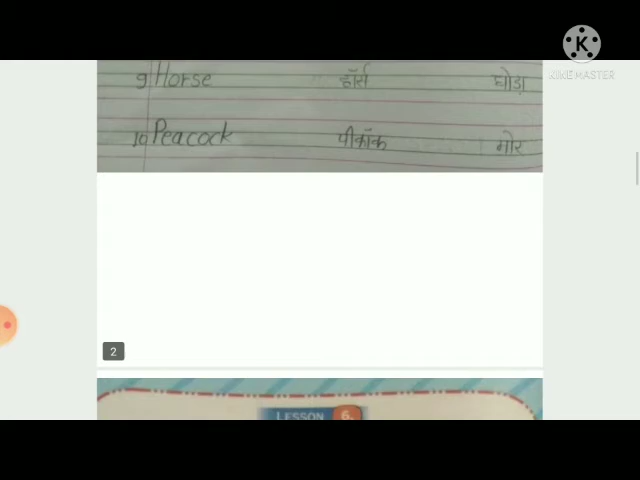 K
KINEMASTER
9 Horse हॉर्स घोड़ा
10 Peacock पीकॉक मोर
2
LESSON 6